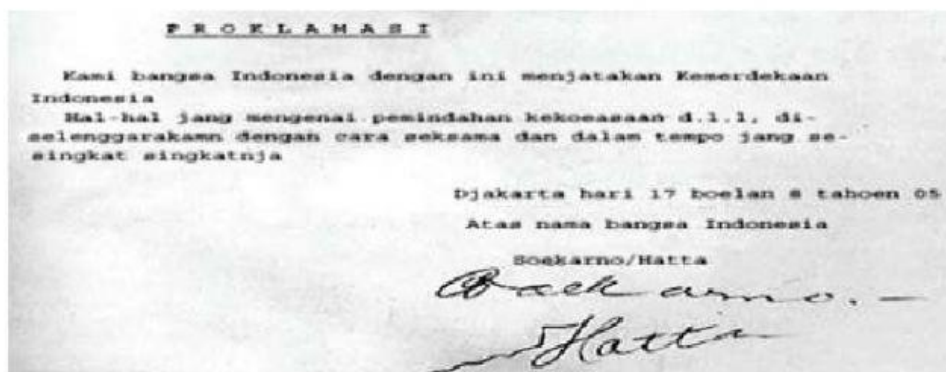 P R O K L A M A S I
Kami bangsa Indonesia dengan ini menjatakan Kemerdekaan
Indonesia
Hal-hal jang mengenai pemindahan kekoeasaan d.l.l, di-
selenggarakamn dengan cara seksama dan dalam tempo jang se-
singkat singkatnja
Djakarta hari 17 boelan 8 tahoen 05
Atas nama bangsa Indonesia
Soekarno/Hatta
Soekarno.-
Hatta